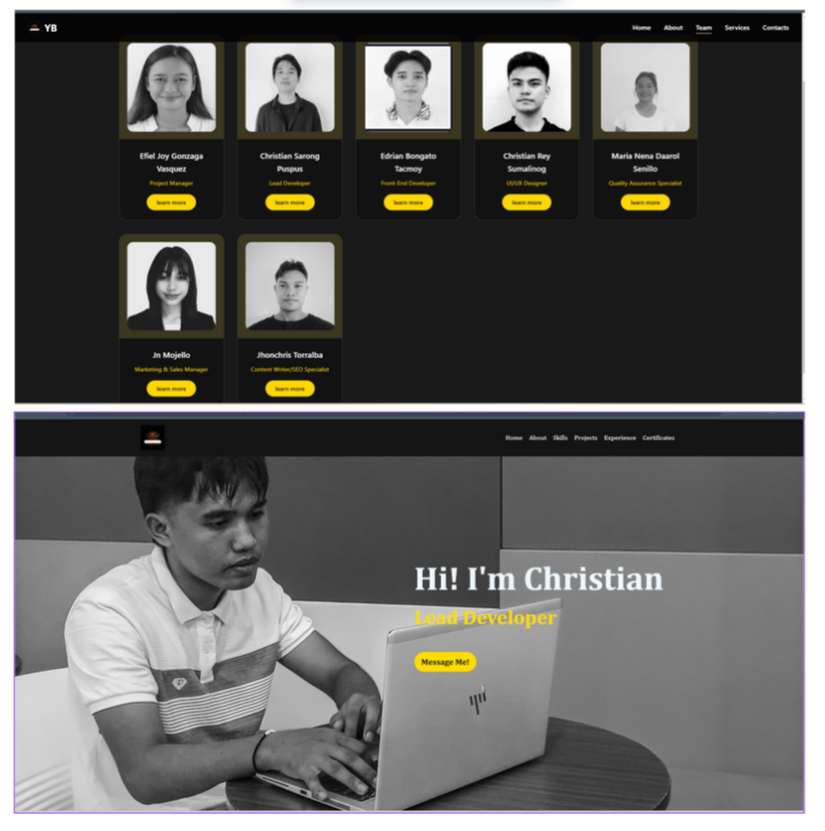 YB
Home About Team Services Contacts
Efiel Joy Gonzaga
Vasquez
Project Manager
learn more
Christian Sarong
Puspus
Lead Developer
learn more
Edrian Bongato
Tacmoy
Front-End Developer
learn more
Christian Rey
Sumalinog
UI/UX Designer
learn more
Maria Nena Daarol
Senillo
Quality Assurance Specialist
learn more
Jn Mojello
Marketing & Sales Manager
learn more
Jhonchris Torralba
Content Writer/SEO Specialist
learn more
Home About Skills Projects Experience Certificates
Hi! I'm Christian
Lead Developer
Message Me!
hp